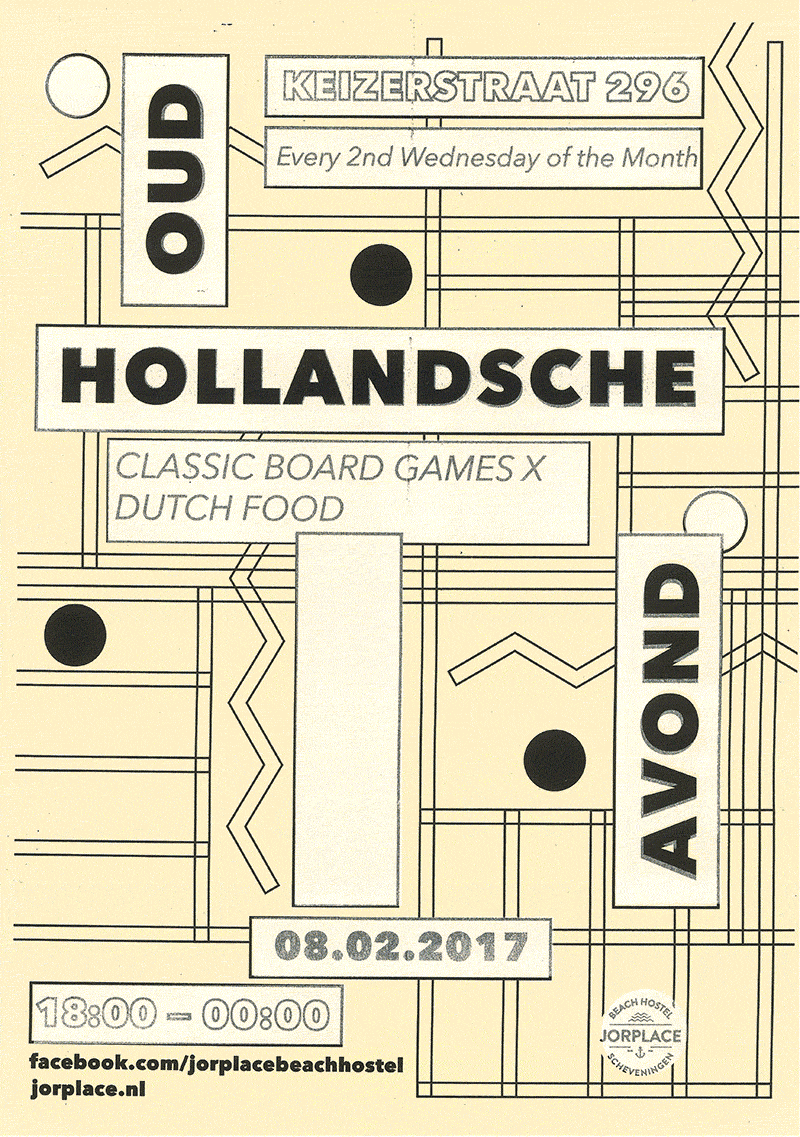 OUD
KEIZERSTRAAT 296
Every 2nd Wednesday of the Month
HOLLANDSCHE
CLASSIC BOARD GAMES X
DUTCH FOOD
AVOND
08.02.2017
18:00 – 00:00
facebook.com/jorplacebeachhostel
jorplace.nl
BEACH HOSTEL
JORPLACE
SCHEVENINGEN